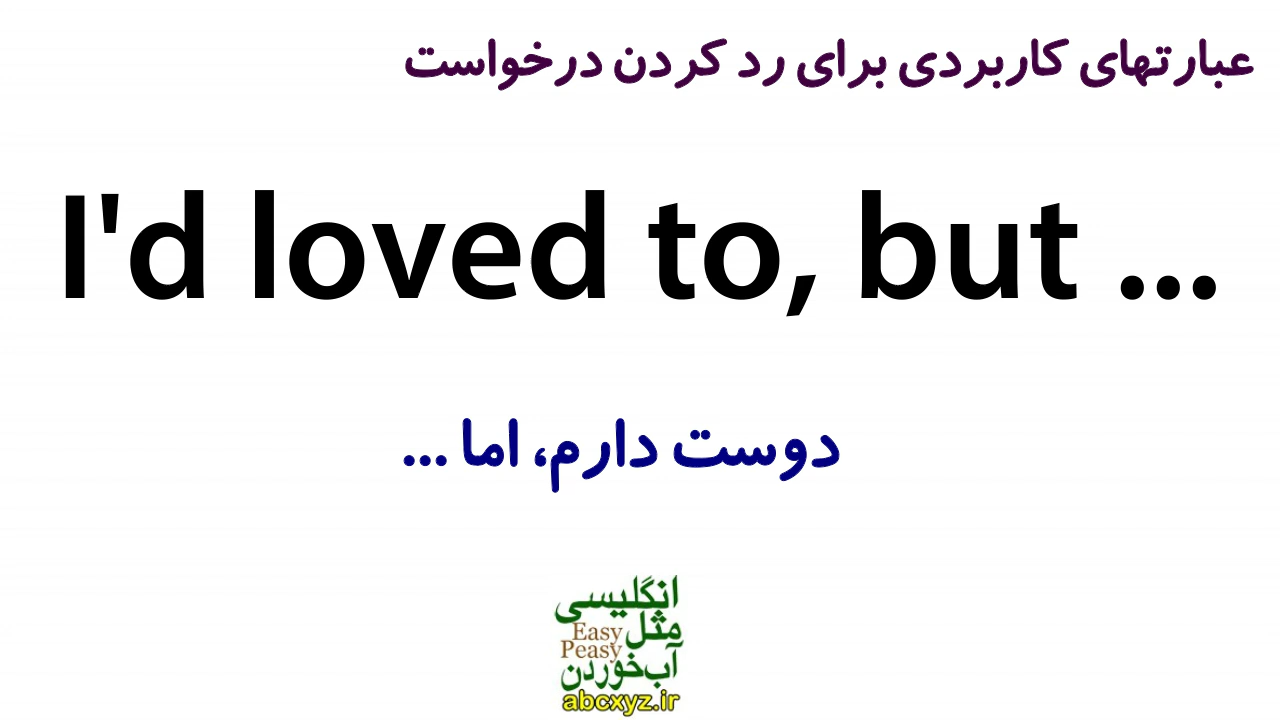 عبارتهای کاربردی برای رد کردن درخواست
I'd loved to, but ...
دوست دارم، اما ...
انگلیسی
مثل Easy
Peasy
آب‌خوردن
abcxyz.ir